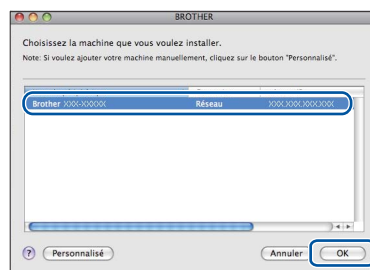 BROTHER
Choisissez la machine que vous voulez installer.
Note: Si voulez ajouter votre machine manuellement, cliquez sur le bouton "Personnalisé".
Brother XXX-XXXXX Réseau XXX.XXX.XXX.XXX
? Personnalisé Annuler OK